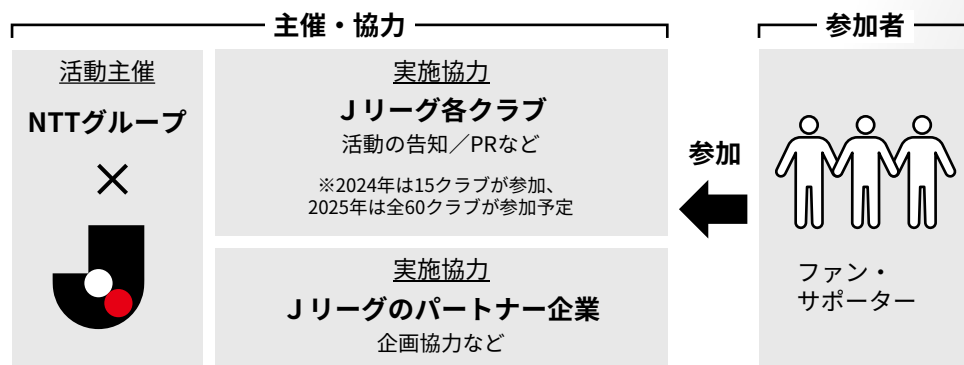 主催・協力
活動主催
NTTグループ
×
実施協力
Ｊリーグ各クラブ
活動の告知／PRなど
※2024年は15クラブが参加、
2025年は全60クラブが参加予定
実施協力
Ｊリーグのパートナー企業
企画協力など
参加
参加者
ファン・
サポーター